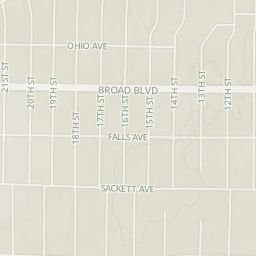 OHIO AVE
21ST ST
20TH ST
19TH ST
BROAD BLVD
14TH ST
13TH ST
12TH ST
17TH ST
16TH ST
15TH ST
18TH ST
FALLS AVE
SACKETT AVE